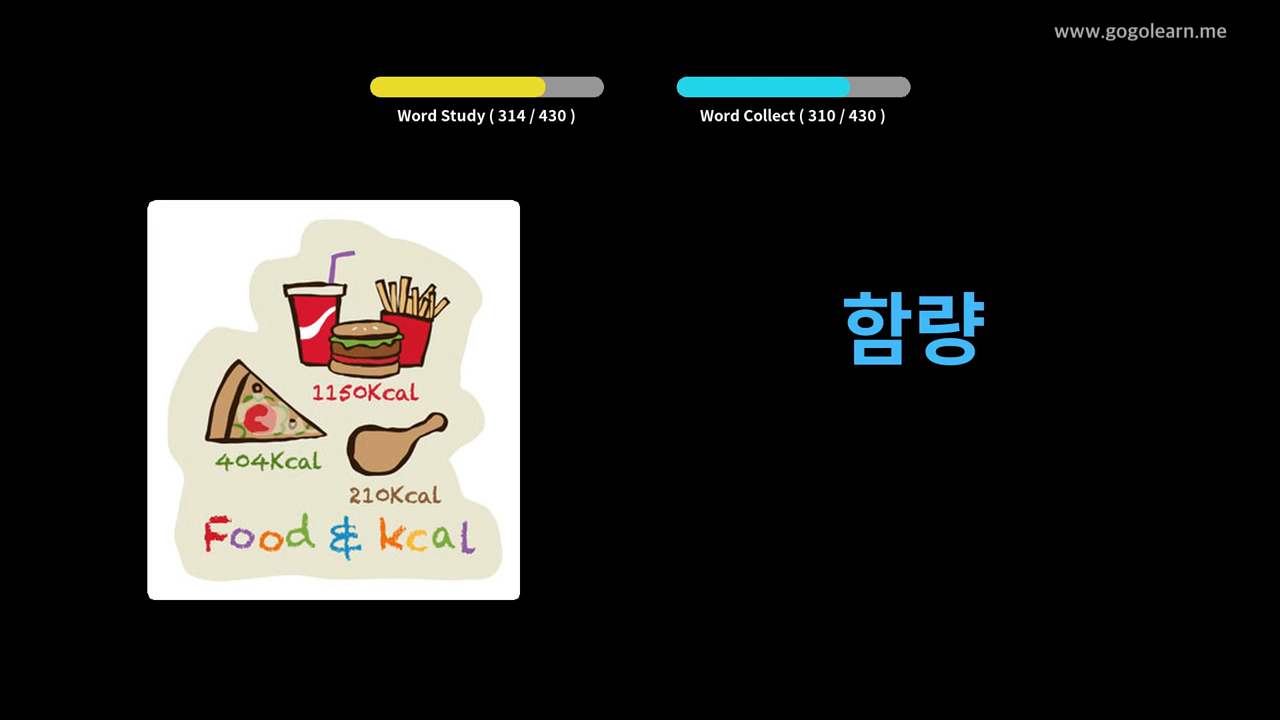 www.gogolearn.me
Word Study ( 314 / 430 )
Word Collect ( 310 / 430 )
1150Kcal
404Kcal
210Kcal
Food & kcal
함량